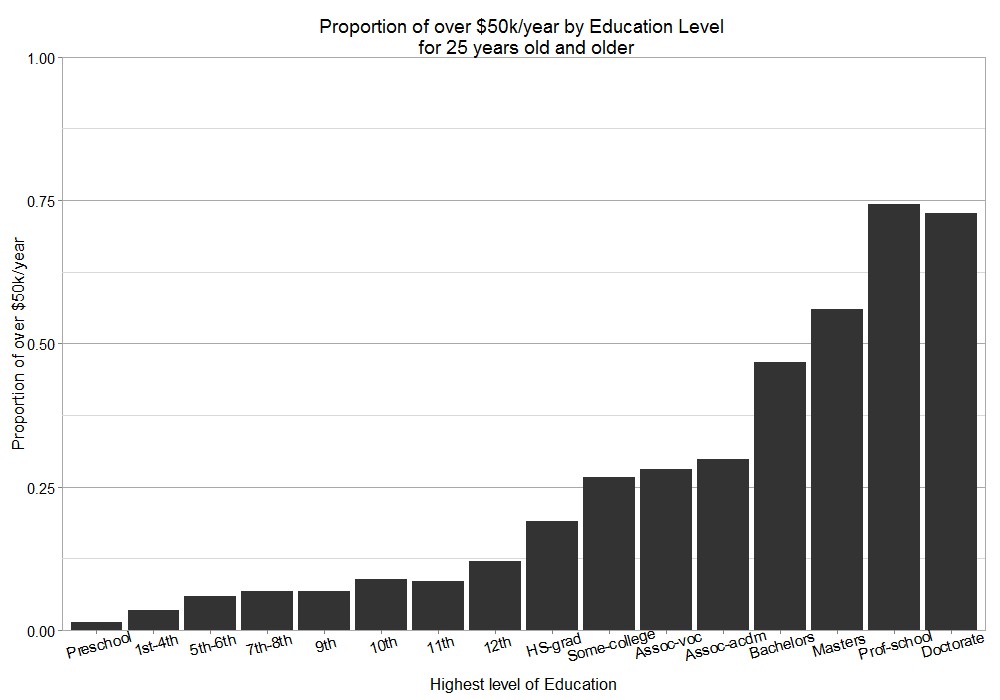 Proportion of over $50k/year by Education Level
for 25 years old and older
Proportion of over $50k/year
1.00
0.75
0.50
0.25
0.00
Preschool
1st-4th
5th-6th
7th-8th
9th
10th
11th
12th
HS-grad
Some-college
Assoc-voc
Assoc-acdm
Bachelors
Masters
Prof-school
Doctorate
Highest level of Education